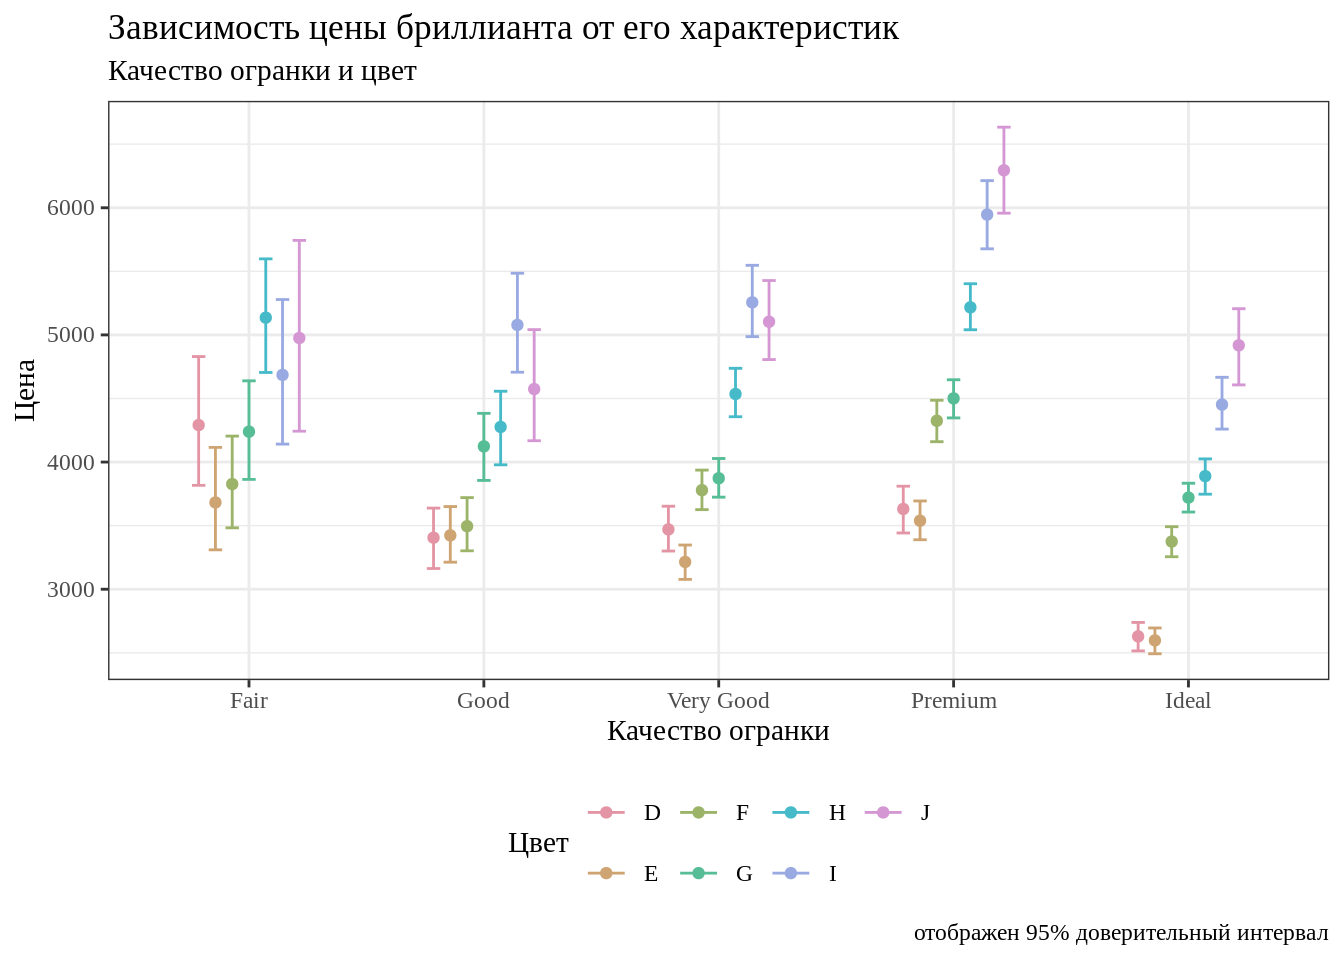 Зависимость цены бриллианта от его характеристик
Качество огранки и цвет
Цена
6000
5000
4000
3000
Fair Good Very Good Premium Ideal
Качество огранки
Цвет
D F H J
E G I
отображен 95% доверительный интервал